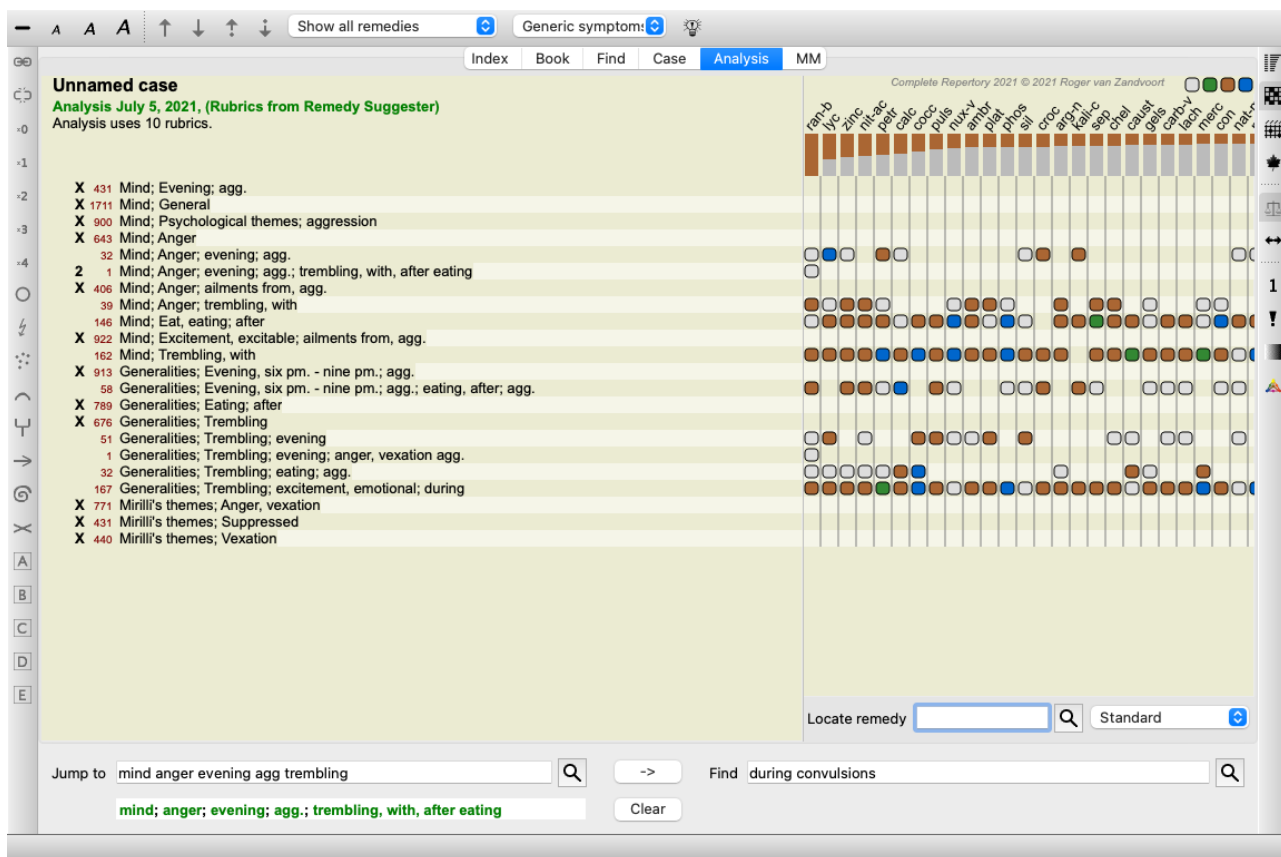 A A A Show all remedies Generic symptoms
Index Book Find Case Analysis MM
Unnamed case
Complete Repertory 2021 © 2021 Roger van Zandvoort
Analysis July 5, 2021, (Rubrics from Remedy Suggester)
Analysis uses 10 rubrics.
ran-b lyc zinc nit-ac petr calc cocc puls nux-v ambr plat phos sil croc arg-n kali-c sep chel caust gels carb-v lach merc con
X 431 Mind; Evening; agg.
X 1711 Mind; General
X 900 Mind; Psychological themes; aggression
X 643 Mind; Anger
32 Mind; Anger; evening; agg.
2 1 Mind; Anger; evening; agg.; trembling, with, after eating
X 406 Mind; Anger; ailments from, agg.
39 Mind; Anger; trembling, with
146 Mind; Eat, eating; after
X 922 Mind; Excitement, excitable; ailments from, agg.
162 Mind; Trembling, with
X 913 Generalities; Evening, six pm. - nine pm.; agg.
58 Generalities; Evening, six pm. - nine pm.; agg.; eating, after; agg.
X 789 Generalities; Eating; after
X 676 Generalities; Trembling
51 Generalities; Trembling; evening
1 Generalities; Trembling; evening; anger, vexation agg.
32 Generalities; Trembling; eating; agg.
167 Generalities; Trembling; excitement, emotional; during
X 771 Mirilli's themes; Anger, vexation
X 431 Mirilli's themes; Suppressed
X 440 Mirilli's themes; Vexation
×0
×1
×2
×3
×4
A
B
C
D
E
1
Locate remedy Standard
Jump to mind anger evening agg trembling -> Find during convulsions
mind; anger; evening; agg.; trembling, with, after eating Clear